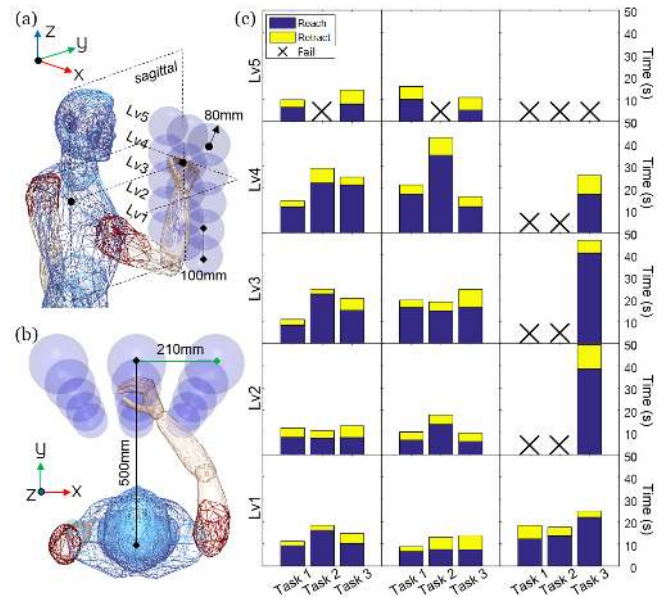 (a)
z
y
x
sagittal
Lv5
Lv4
Lv3
Lv2
Lv1
80mm
100mm
(b)
210mm
500mm
y
z
x
(c)
Reach
Retract
Fail
Lv5
50
40
30
20
10
Time (s)
Lv4
50
40
30
20
10
Time (s)
Lv3
50
40
30
20
10
Time (s)
Lv2
50
40
30
20
10
Time (s)
Lv1
50
40
30
20
10
0
Time (s)
Task 1
Task 2
Task 3
Task 1
Task 2
Task 3
Task 1
Task 2
Task 3